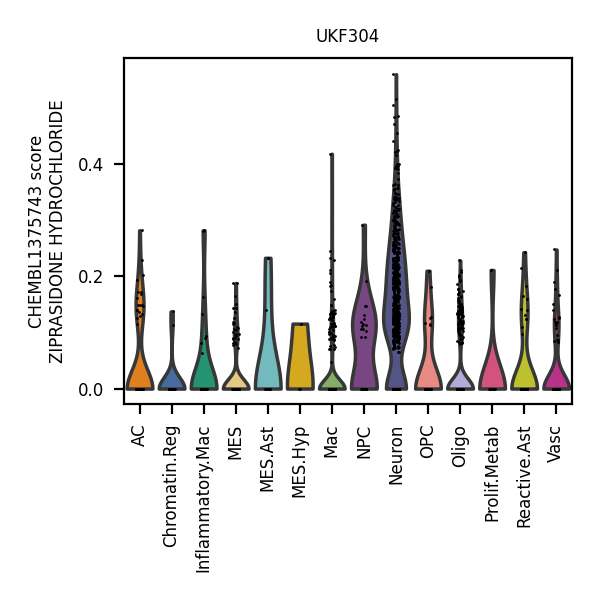 UKF304
CHEMBL1375743 score
ZIPRASIDONE HYDROCHLORIDE
0.4
0.2
0.0
AC
Chromatin.Reg
Inflammatory.Mac
MES
MES.Ast
MES.Hyp
Mac
NPC
Neuron
OPC
Oligo
Prolif.Metab
Reactive.Ast
Vasc